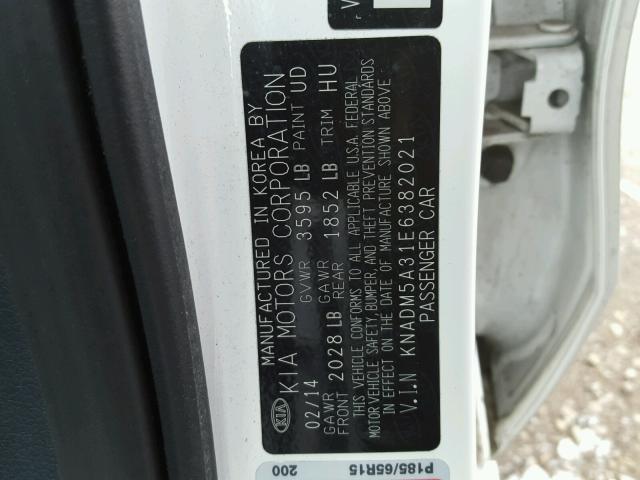 MANUFACTURED IN KOREA BY
KIA KIA MOTORS CORPORATION
02/14 GVWR 3595 LB PAINT UD
GAWR FRONT 2028 LB GAWR REAR 1852 LB TRIM HU
THIS VEHICLE CONFORMS TO ALL APPLICABLE U.S.A. FEDERAL
MOTOR VEHICLE SAFETY, BUMPER, AND THEFT PREVENTION STANDARDS
IN EFFECT ON THE DATE OF MANUFACTURE SHOWN ABOVE.
V.I.N KNADM5A31E6382021
PASSENGER CAR
P185/65R15
200